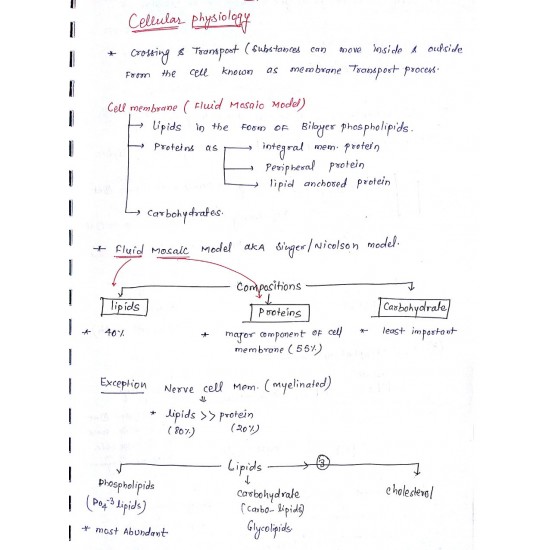 Cellular physiology
* Crossing & Transport (Substances can move inside & outside
From the cell known as membrane Transport process.
Cell membrane (Fluid Mosaic Model)
→ Lipids in the Form OF Bilayer phospholipids.
→ Proteins as → integral mem. protein
→ Peripheral protein
→ lipid anchored protein
→ Carbohydrates.
* Fluid Mosaic Model aka Singer/Nicolson model.
Compositions
lipids Proteins Carbohydrate
* 40% * major component of cell * least important
membrane (55%)
Exception Nerve cell Mem. (myelinated)
* lipids >> protein
(80%) (20%)
Lipids → ③
Phospholipids Carbohydrate cholesterol
(PO4-3 lipids) (Carbo-lipids)
* most Abundant Glycolipids